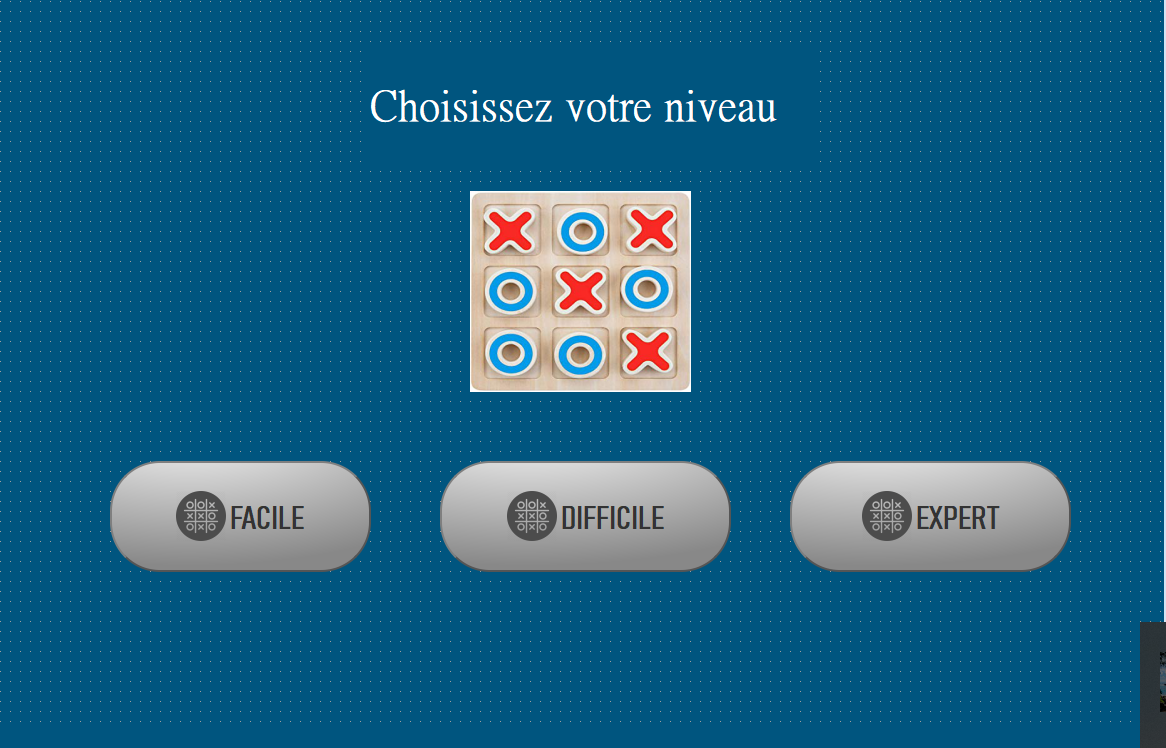 Choisissez votre niveau
X O X
O X O
O O X
FACILE
DIFFICILE
EXPERT